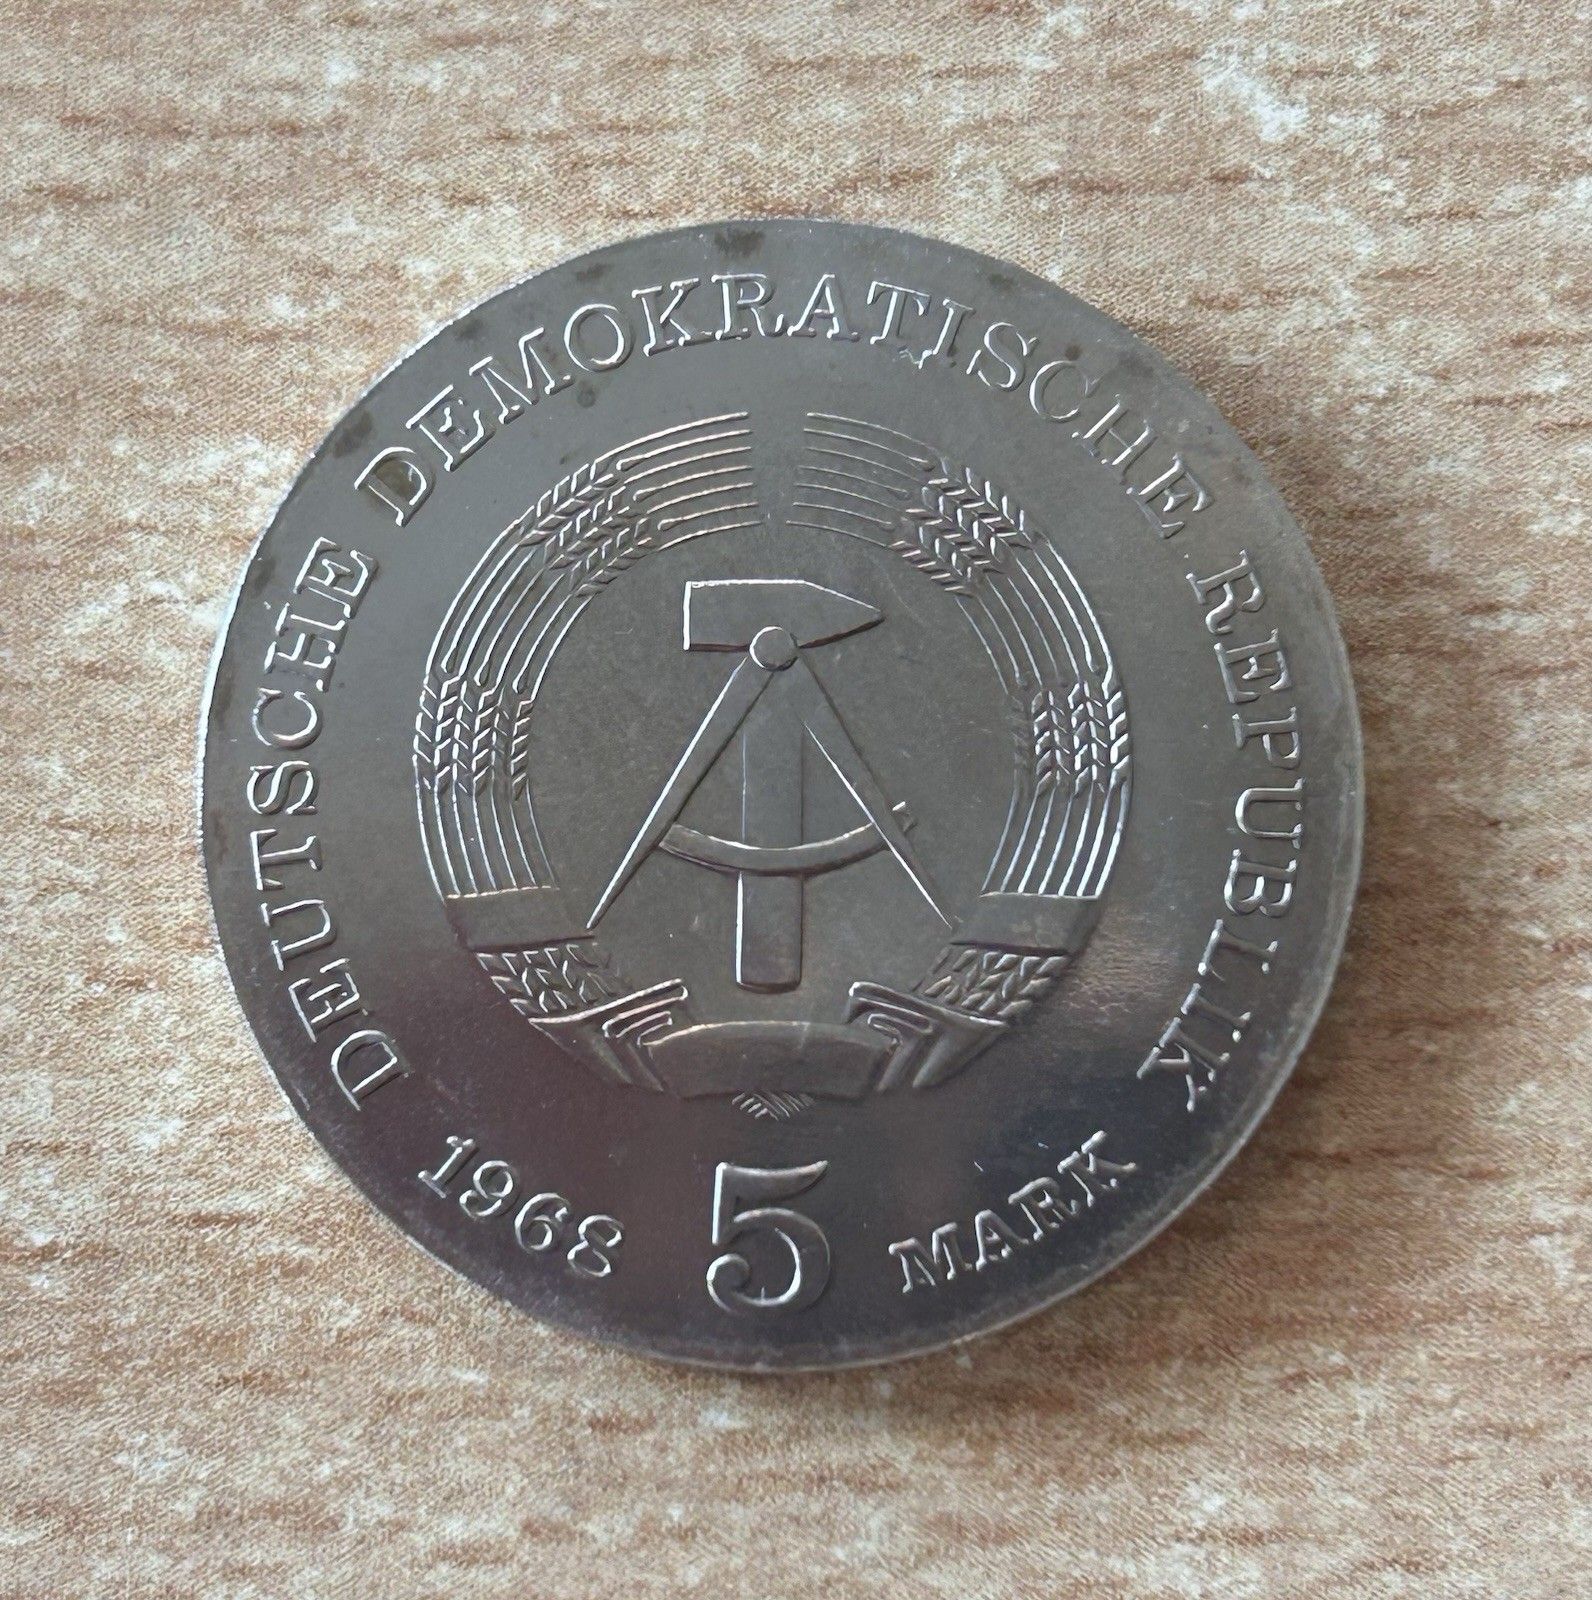 DEUTSCHE DEMOKRATISCHE REPUBLIK
1968 5 MARK